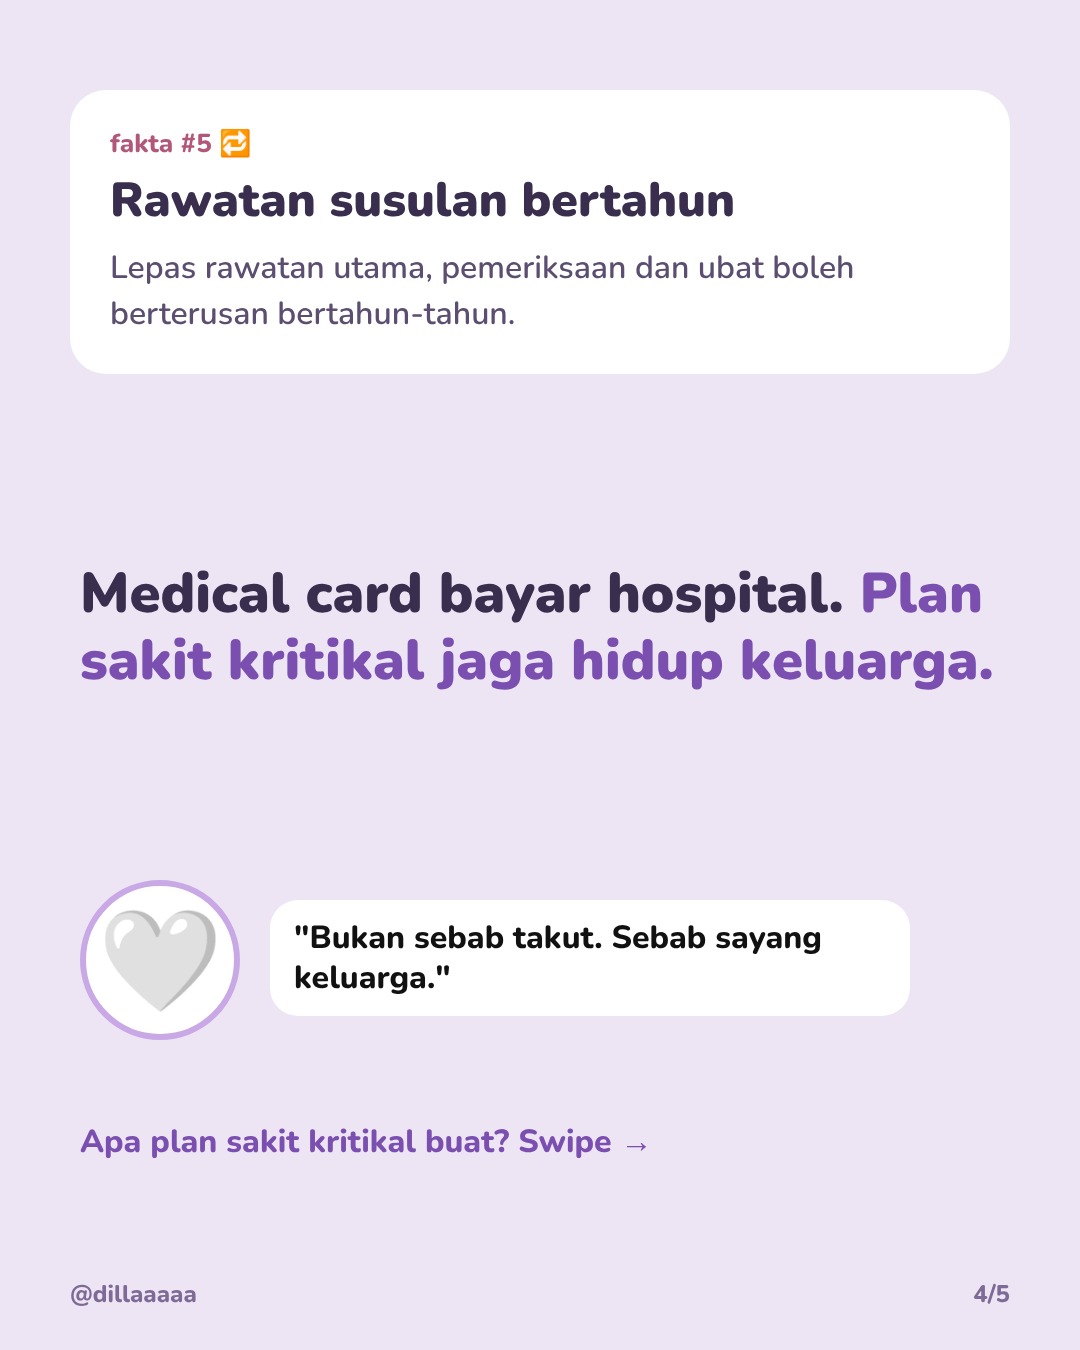 fakta #5 🔁
Rawatan susulan bertahun
Lepas rawatan utama, pemeriksaan dan ubat boleh
berterusan bertahun-tahun.
Medical card bayar hospital. Plan
sakit kritikal jaga hidup keluarga.
"Bukan sebab takut. Sebab sayang
keluarga."
Apa plan sakit kritikal buat? Swipe →
@dillaaaaa
4/5